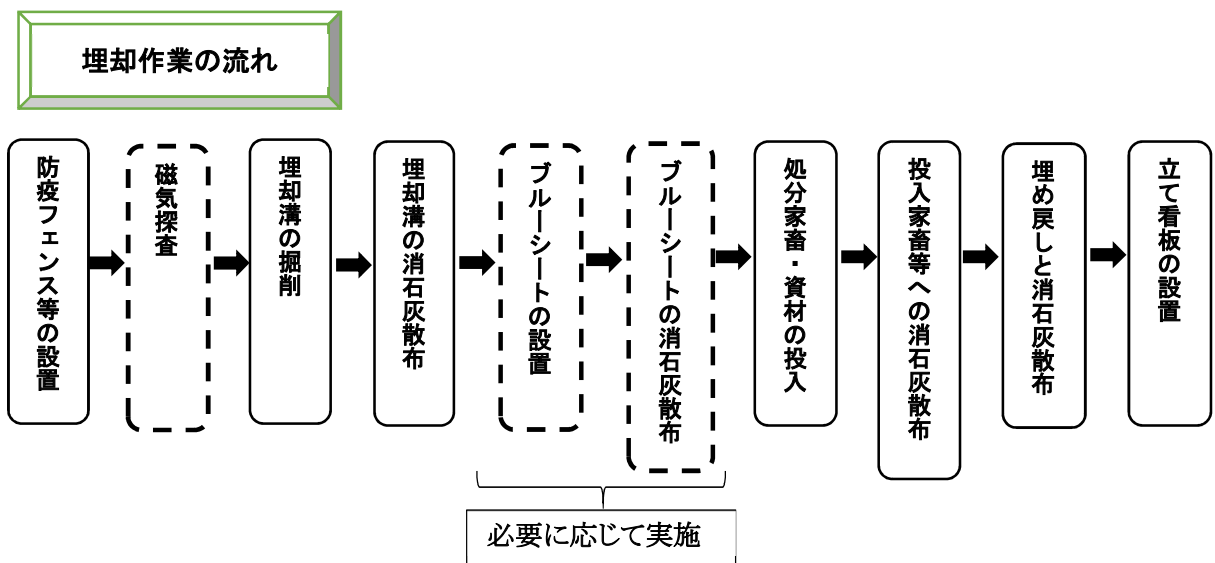 埋却作業の流れ
防疫フェンス等の設置
磁気探査
埋却溝の掘削
埋却溝の消石灰散布
ブルーシートの設置
ブルーシートの消石灰散布
処分家畜・資材の投入
投入家畜等への消石灰散布
埋め戻しと消石灰散布
立て看板の設置
必要に応じて実施